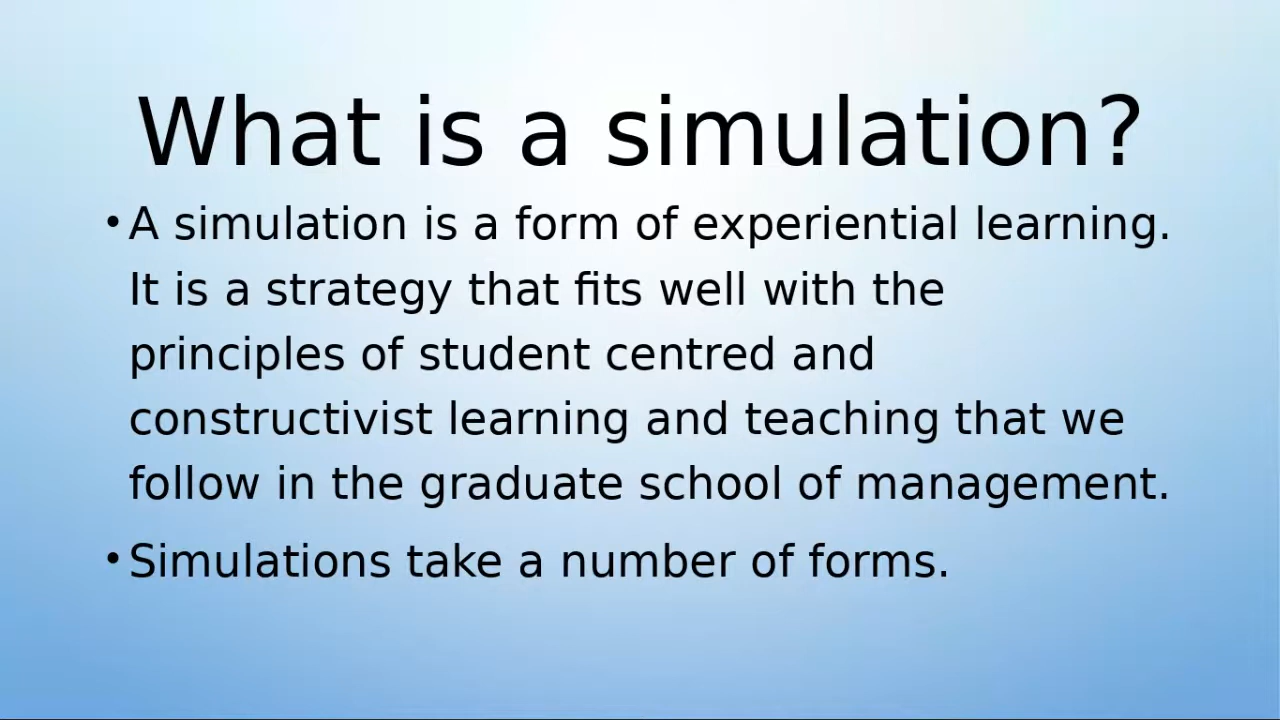 What is a simulation?
• A simulation is a form of experiential learning.
It is a strategy that fits well with the
principles of student centred and
constructivist learning and teaching that we
follow in the graduate school of management.
• Simulations take a number of forms.